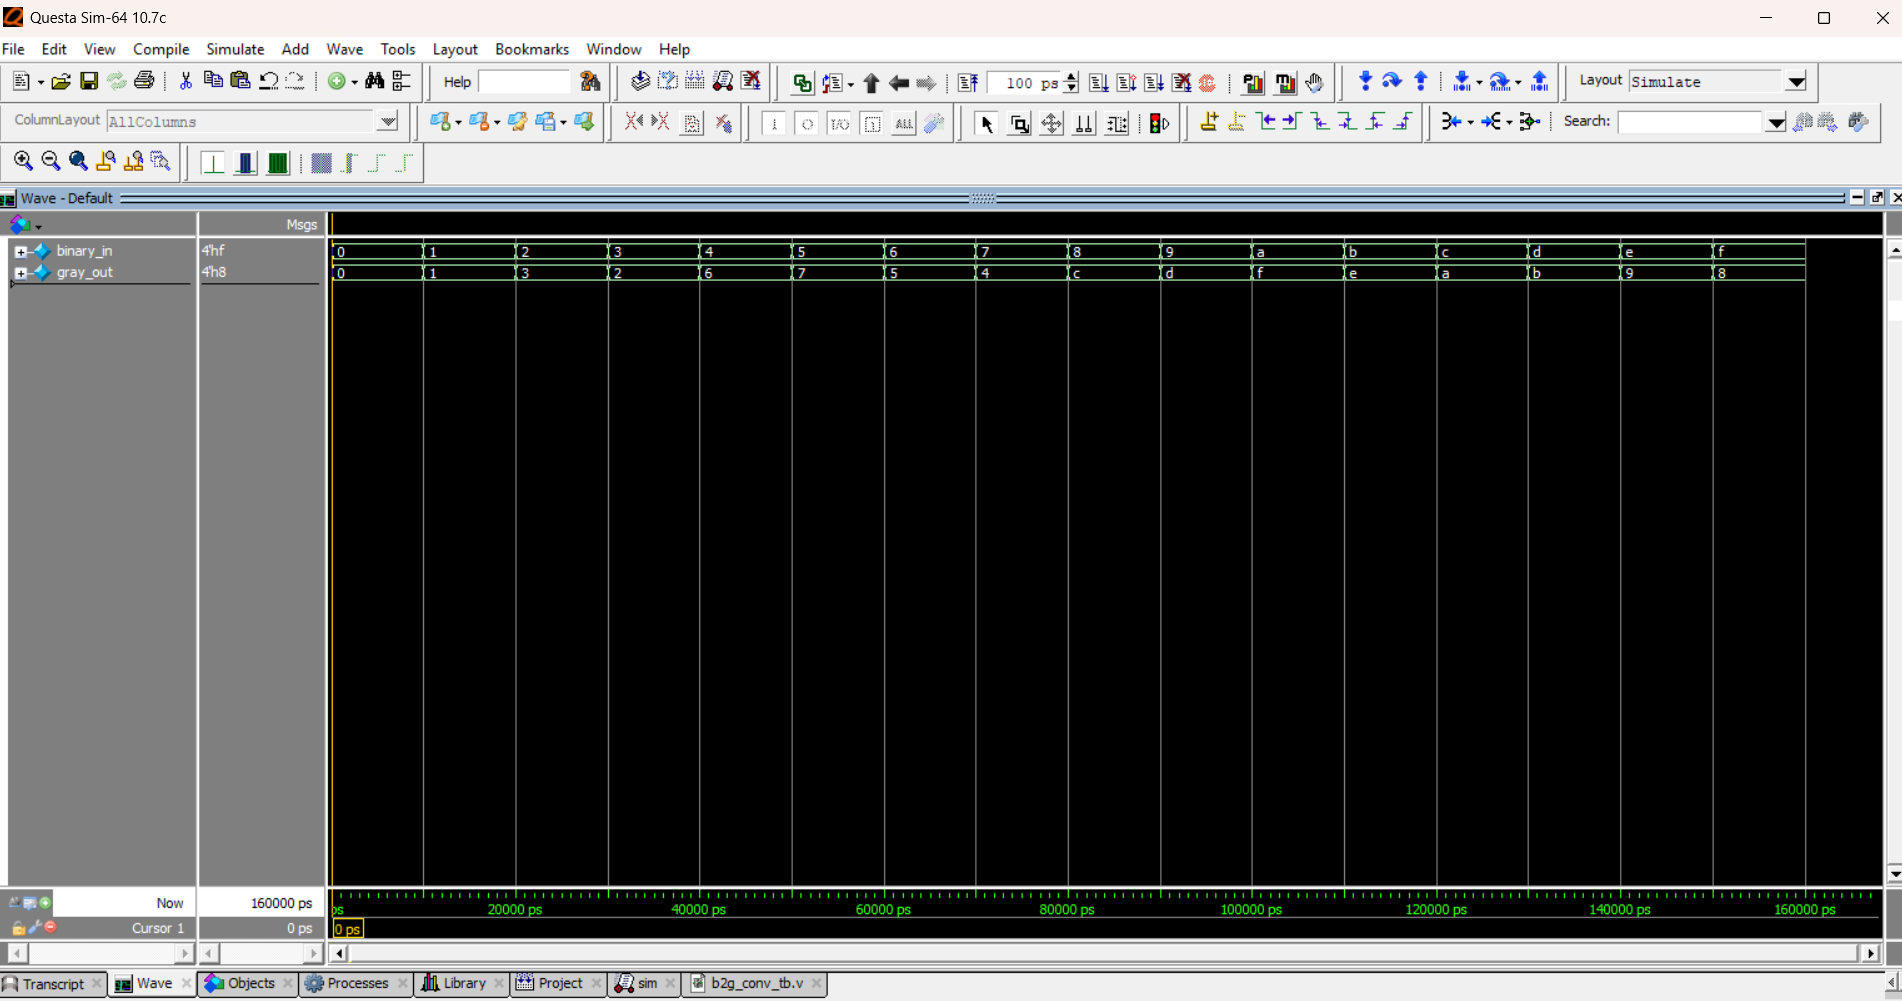 Questa Sim-64 10.7c
File Edit View Compile Simulate Add Wave Tools Layout Bookmarks Window Help
Help 100 ps Layout Simulate
ColumnLayout AllColumns Search:
Wave - Default
Msgs
binary_in 4'hf 0 1 2 3 4 5 6 7 8 9 a b c d e f
gray_out 4'h8 0 1 3 2 6 7 5 4 c d f e a b 9 8
Now 160000 ps ps 20000 ps 40000 ps 60000 ps 80000 ps 100000 ps 120000 ps 140000 ps 160000 ps
Cursor 1 0 ps 0 ps
Transcript Wave Objects Processes Library Project sim b2g_conv_tb.v